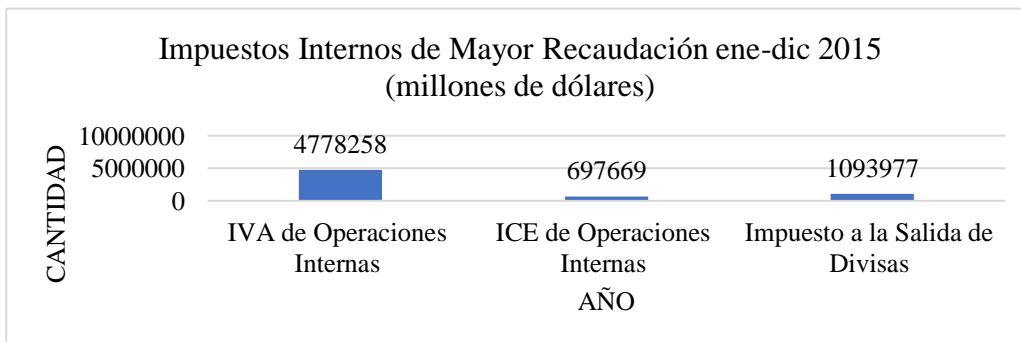 Impuestos Internos de Mayor Recaudación ene-dic 2015
(millones de dólares)
CANTIDAD
10000000
5000000
0
4778258
697669
1093977
IVA de Operaciones
Internas
ICE de Operaciones
Internas
Impuesto a la Salida de
Divisas
AÑO